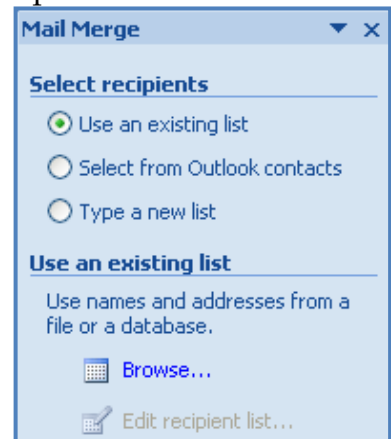 Mail Merge
Select recipients
Use an existing list
Select from Outlook contacts
Type a new list
Use an existing list
Use names and addresses from a
file or a database.
Browse...
Edit recipient list...